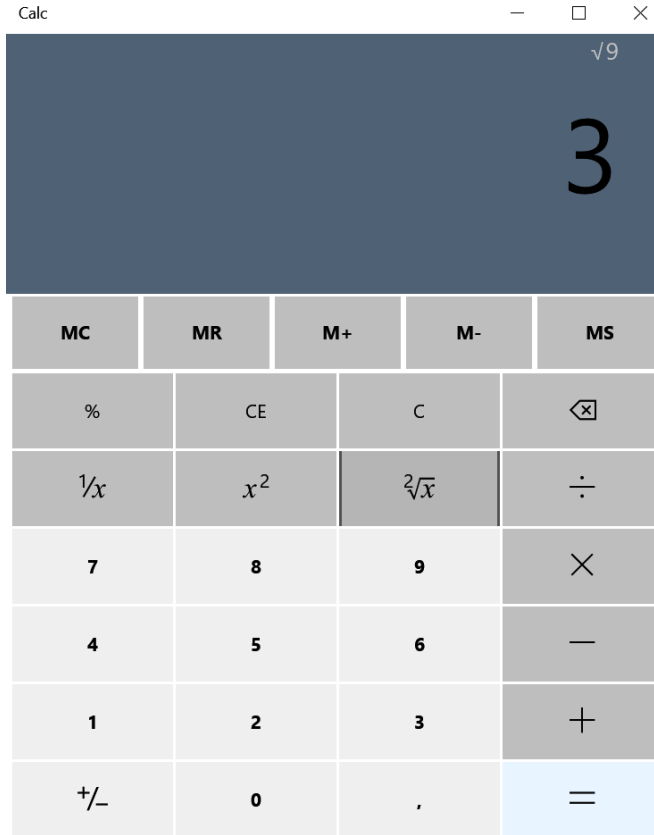 Calc
√9
3
MC MR M+ M- MS
% CE C
⅟x x² ²√x ÷
7 8 9 ×
4 5 6 −
1 2 3 +
+/− 0 , =